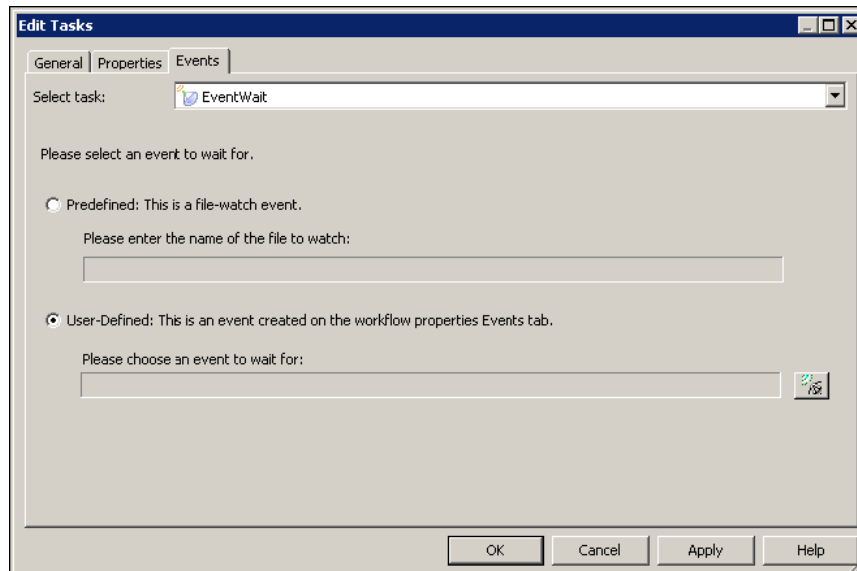 Edit Tasks
General Properties Events
Select task: EventWait
Please select an event to wait for.
Predefined: This is a file-watch event.
Please enter the name of the file to watch:
User-Defined: This is an event created on the workflow properties Events tab.
Please choose an event to wait for:
OK Cancel Apply Help